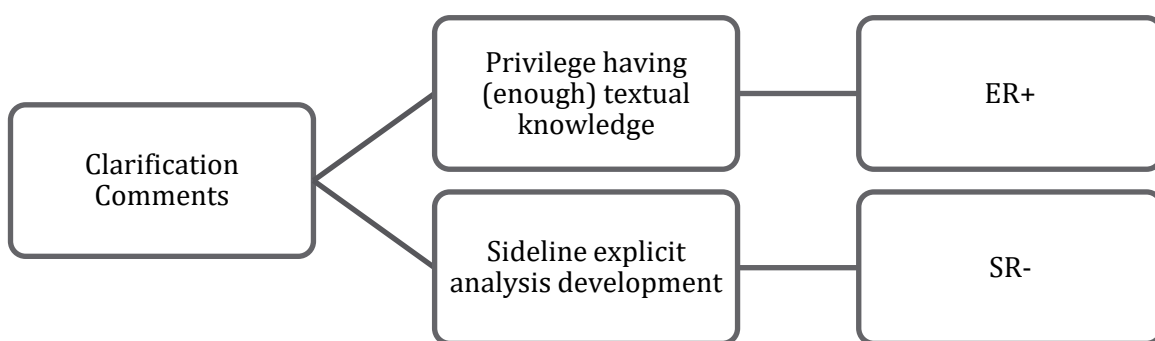 Clarification
Comments
Privilege having
(enough) textual
knowledge
ER+
Sideline explicit
analysis development
SR-